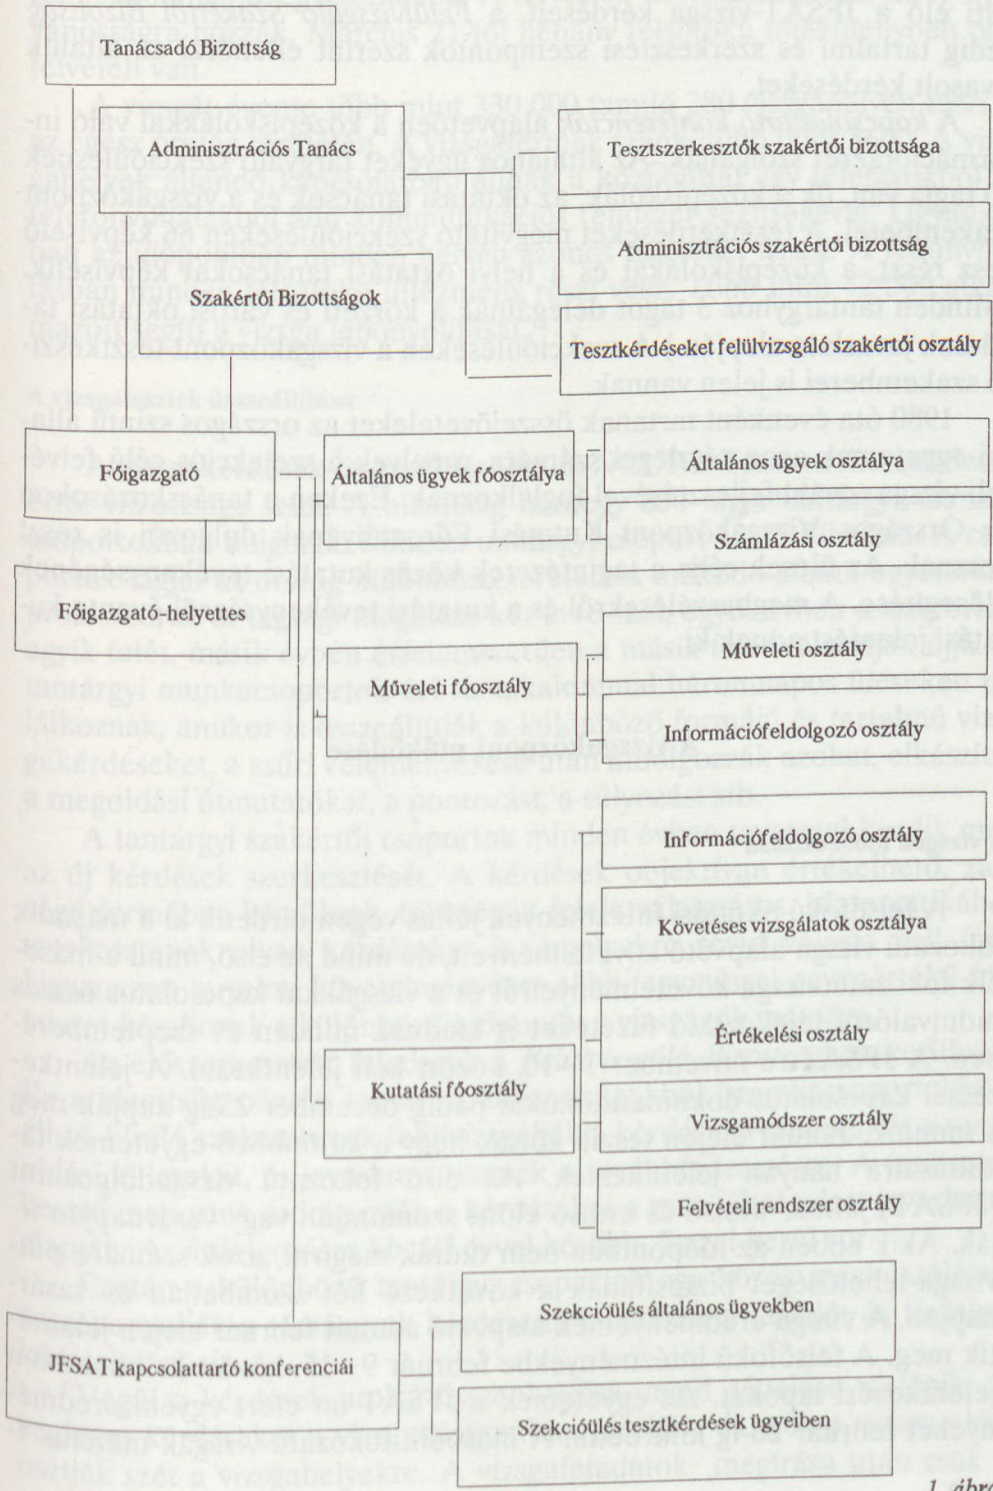 Tanácsadó Bizottság
Adminisztrációs Tanács
Tesztszerkesztők szakértői bizottsága
Adminisztrációs szakértői bizottság
Szakértői Bizottságok
Tesztkérdéseket felülvizsgáló szakértői osztály
Főigazgató
Általános ügyek főosztálya
Általános ügyek osztálya
Számlázási osztály
Főigazgató-helyettes
Műveleti főosztály
Műveleti osztály
Információfeldolgozó osztály
Információfeldolgozó osztály
Követéses vizsgálatok osztálya
Értékelési osztály
Kutatási főosztály
Vizsgamódszer osztály
Felvételi rendszer osztály
Szekcióülés általános ügyekben
JFSAT kapcsolattartó konferenciái
Szekcióülés tesztkérdések ügyeiben
1. ábra